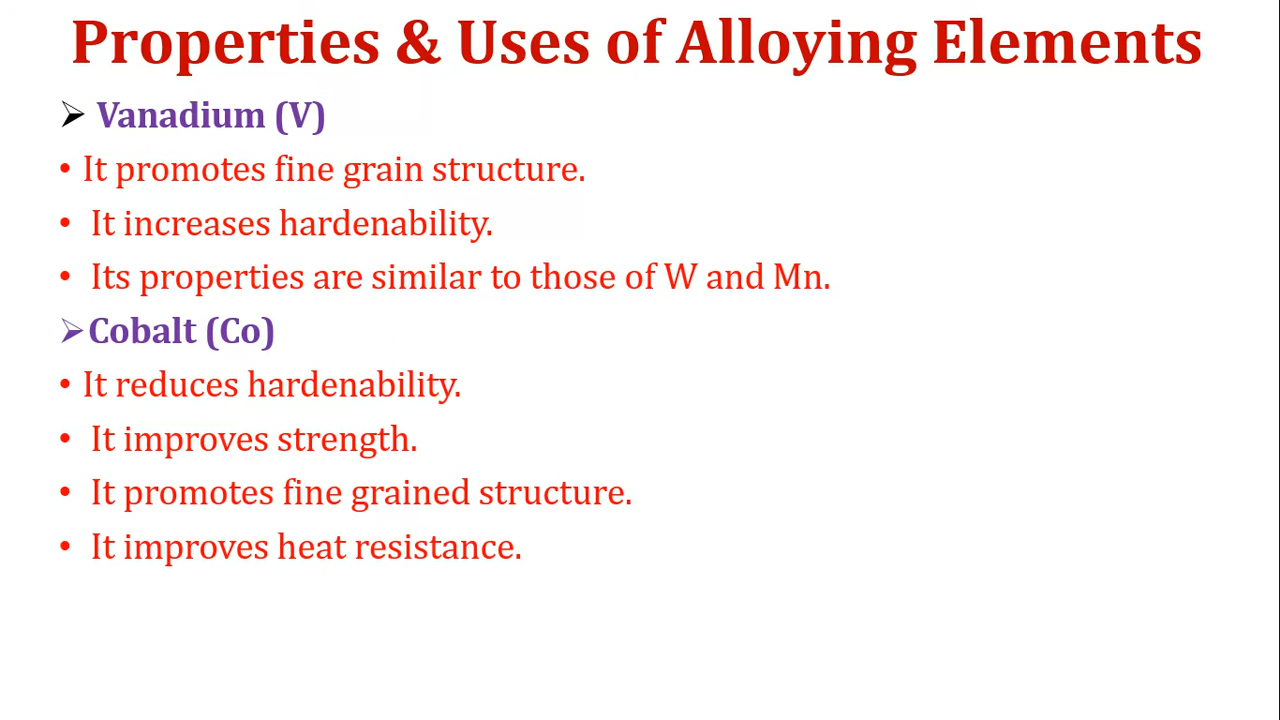 Properties & Uses of Alloying Elements
➢ Vanadium (V)
• It promotes fine grain structure.
• It increases hardenability.
• Its properties are similar to those of W and Mn.
➢ Cobalt (Co)
• It reduces hardenability.
• It improves strength.
• It promotes fine grained structure.
• It improves heat resistance.